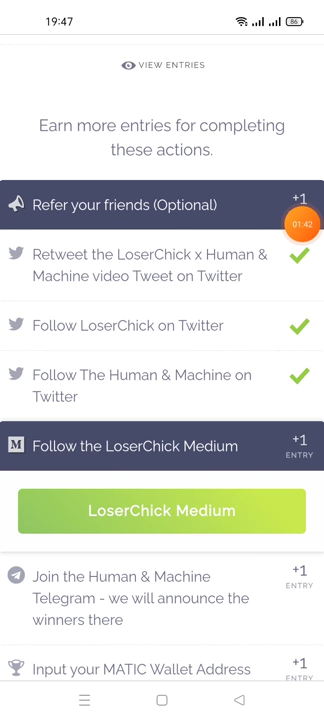 19:47
86
VIEW ENTRIES
Earn more entries for completing
these actions.
Refer your friends (Optional)
+1
01:42
Retweet the LoserChick x Human &
Machine video Tweet on Twitter
Follow LoserChick on Twitter
Follow The Human & Machine on
Twitter
M
Follow the LoserChick Medium
+1
ENTRY
LoserChick Medium
Join the Human & Machine
Telegram - we will announce the
winners there
+1
ENTRY
Input your MATIC Wallet Address
+1
ENTRY